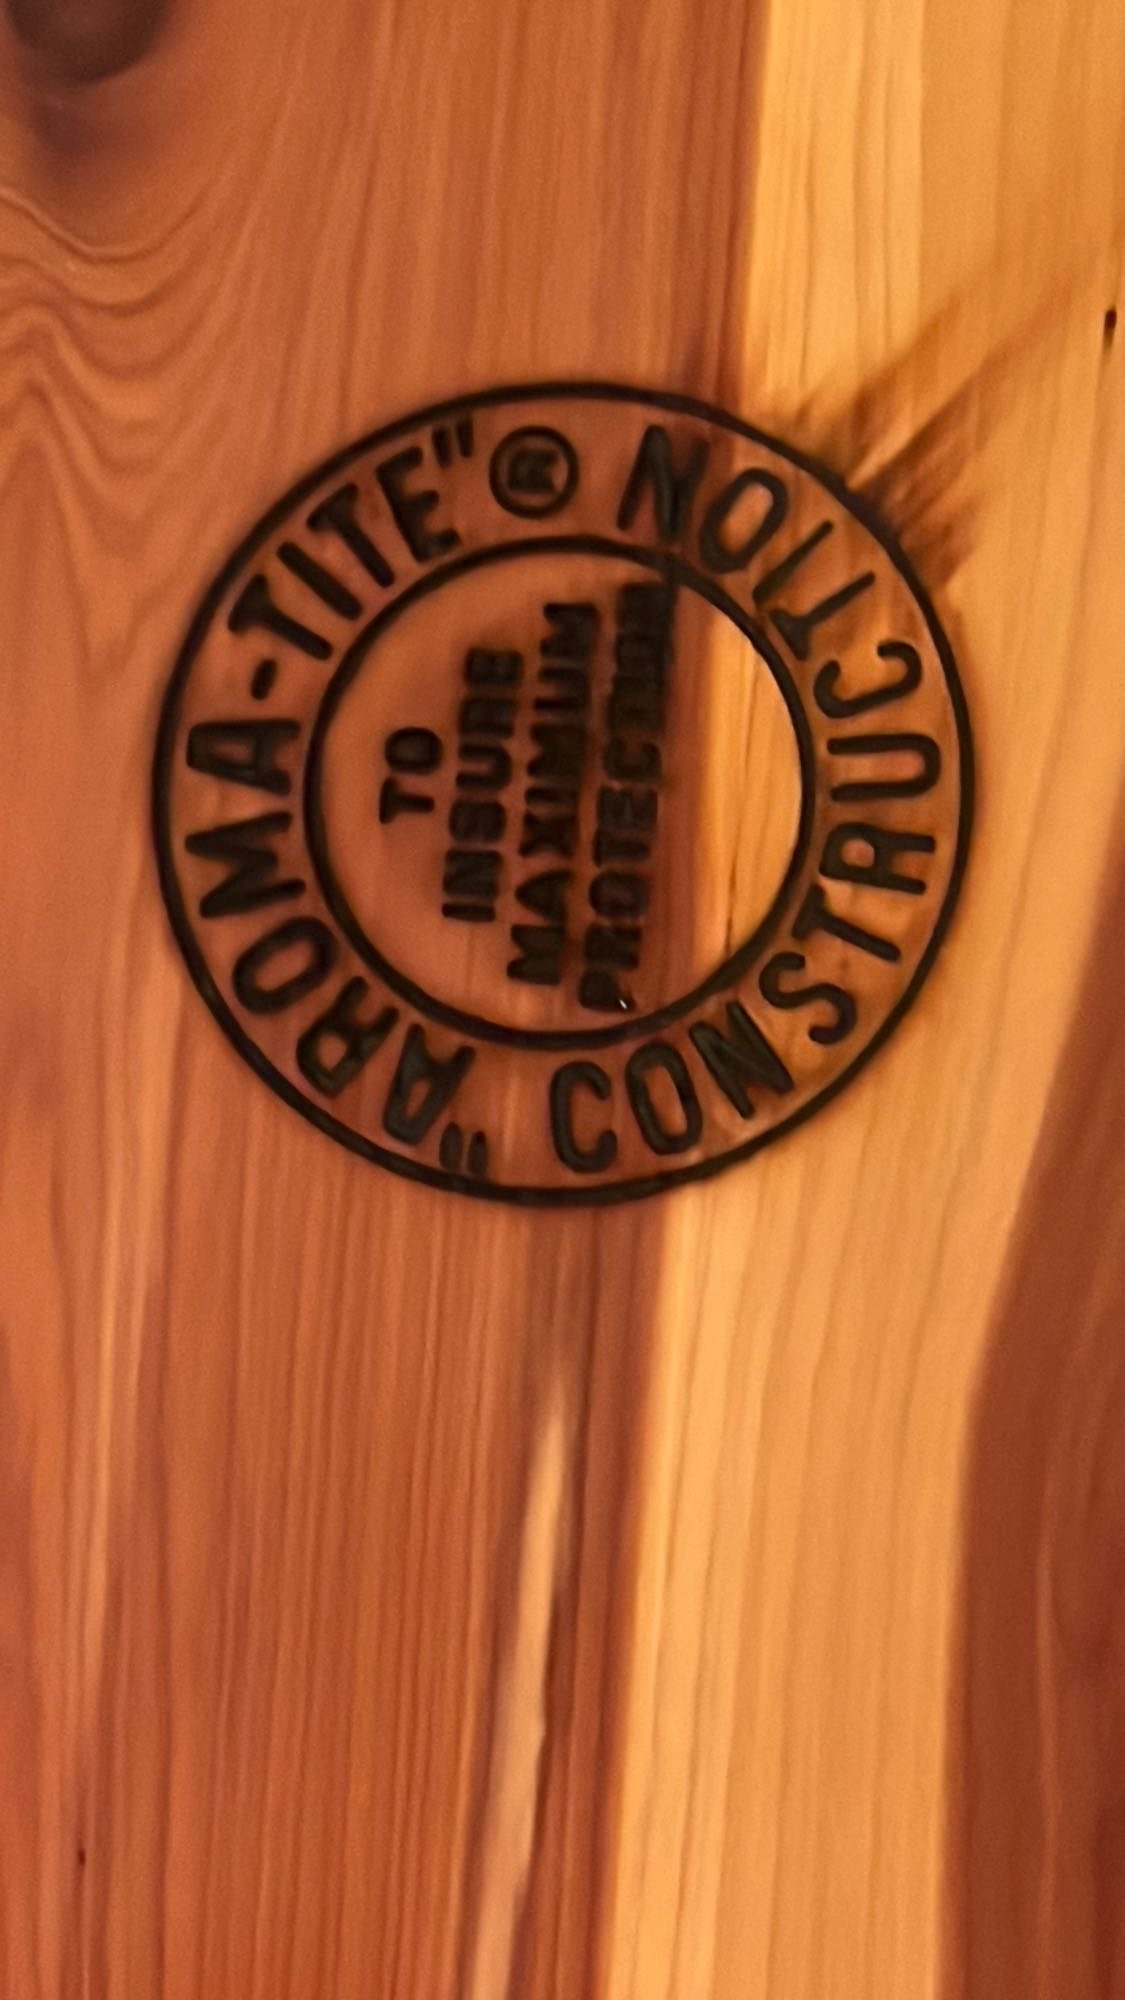 "AROMA-TITE"®
TO
INSURE
MAXIMUM
PROTECTION
CONSTRUCTION